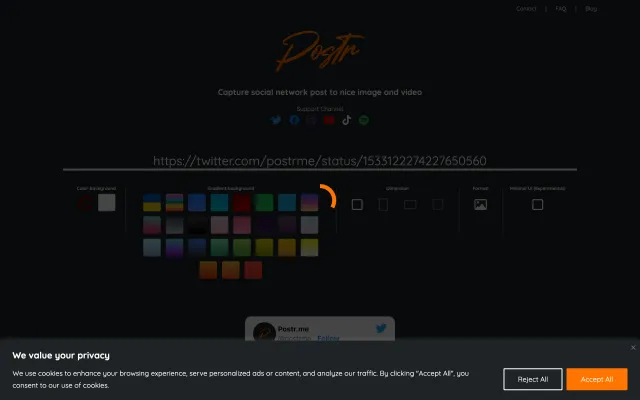 Contact | FAQ | Blog
Postr
Capture social network post to nice image and video
Support Channel
https://twitter.com/postrme/status/1533122274227650560
Color Background
Gradient background
Dimension
Format
Postr.me
Follow
We value your privacy
We use cookies to enhance your browsing experience, serve personalized ads or content, and analyze our traffic. By clicking "Accept All", you
consent to our use of cookies.
Reject All
Accept All